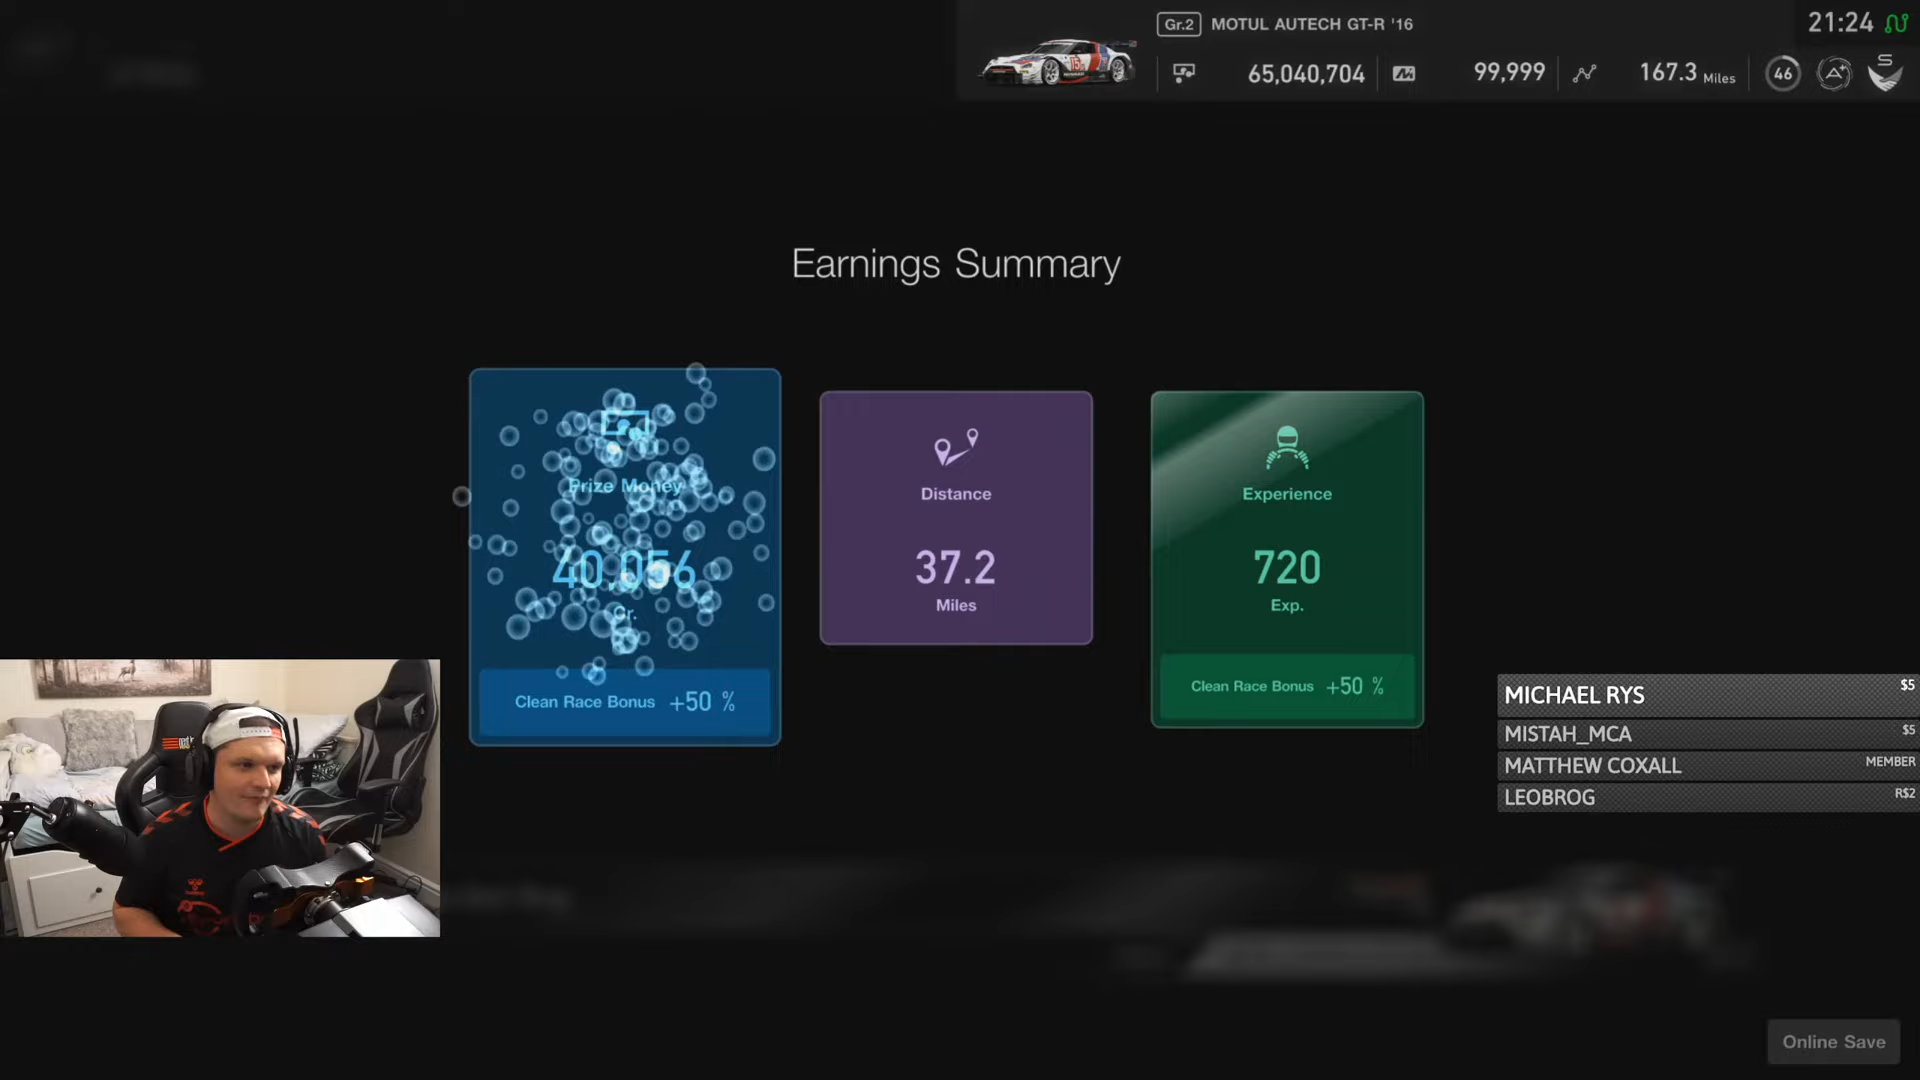 Gr.2 MOTUL AUTECH GT-R '16
21:24
65,040,704
99,999
167.3 Miles
46
A+
S
Earnings Summary
Prize Money
40,056
Cr.
Clean Race Bonus +50 %
Distance
37.2
Miles
Experience
720
Exp.
Clean Race Bonus +50 %
MICHAEL RYS $5
MISTAH_MCA $5
MATTHEW COXALL MEMBER
LEOBROG R$2
Online Save